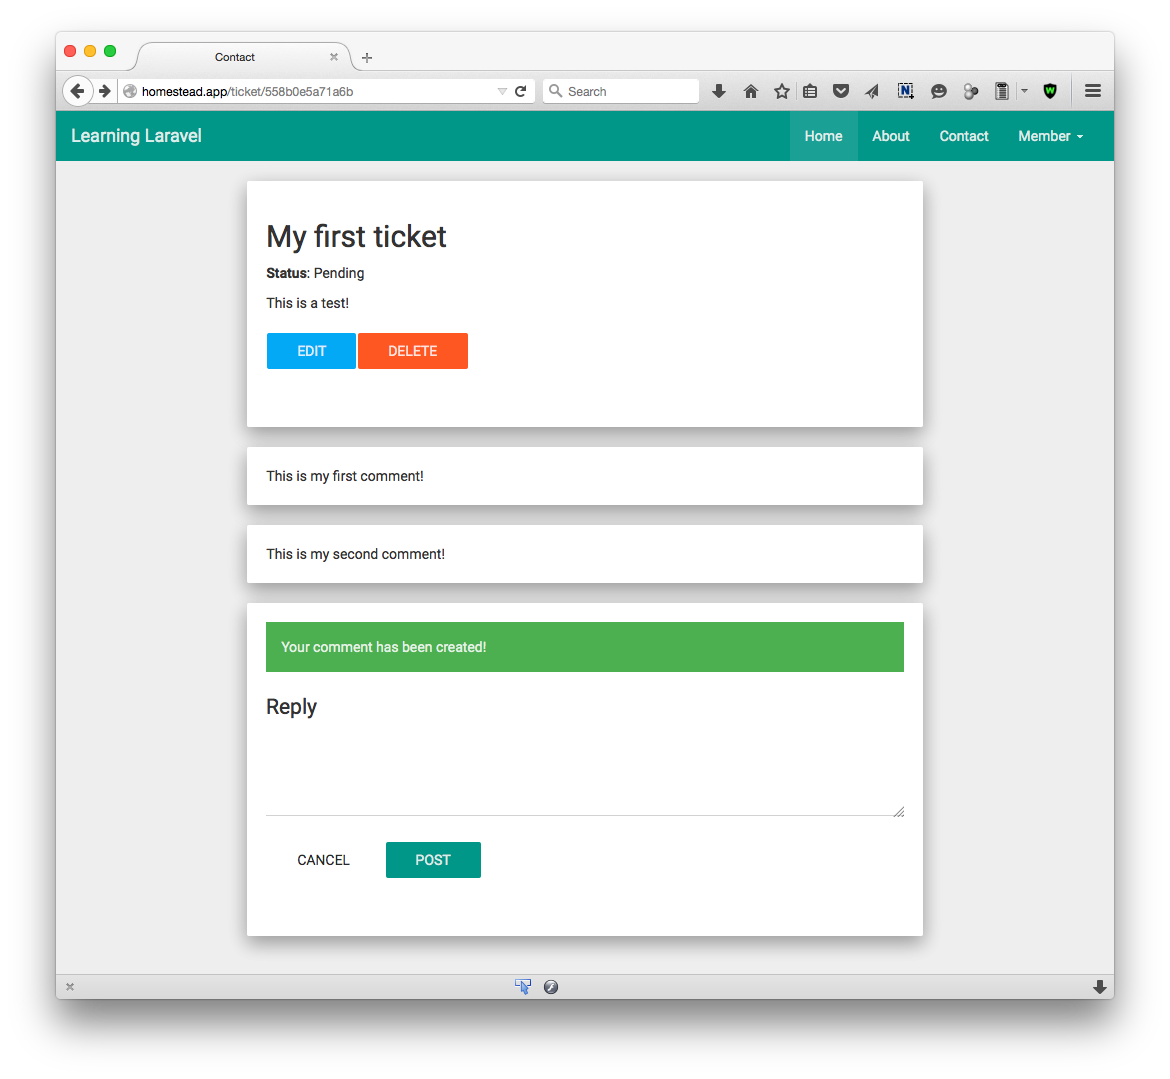 Contact
homestead.app/ticket/558b0e5a71a6b
Search
Learning Laravel
Home
About
Contact
Member
My first ticket
Status: Pending
This is a test!
EDIT
DELETE
This is my first comment!
This is my second comment!
Your comment has been created!
Reply
CANCEL
POST